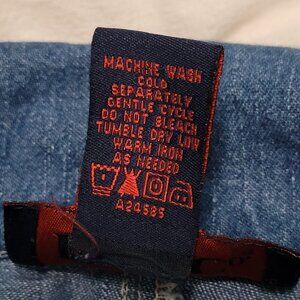 MACHINE WASH
COLD
SEPARATELY
GENTLE CYCLE
DO NOT BLEACH
TUMBLE DRY LOW
WARM IRON
AS NEEDED
A24585